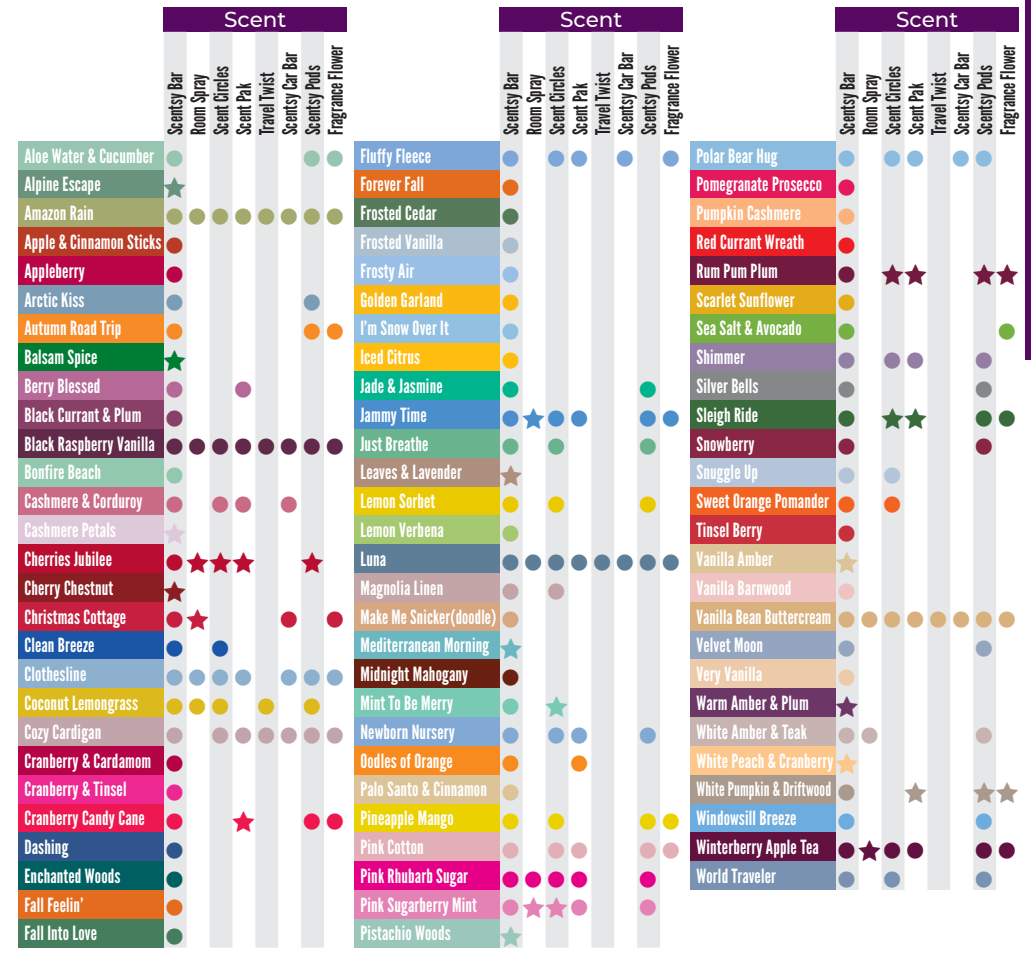 Scent
Scentsy Bar
Room Spray
Scent Circles
Scent Pak
Travel Twist
Scentsy Car Bar
Scentsy Pods
Fragrance Flower
Aloe Water & Cucumber
Alpine Escape
Amazon Rain
Apple & Cinnamon Sticks
Appleberry
Arctic Kiss
Autumn Road Trip
Balsam Spice
Berry Blessed
Black Currant & Plum
Black Raspberry Vanilla
Bonfire Beach
Cashmere & Corduroy
Cashmere Petals
Cherries Jubilee
Cherry Chestnut
Christmas Cottage
Clean Breeze
Clothesline
Coconut Lemongrass
Cozy Cardigan
Cranberry & Cardamom
Cranberry & Tinsel
Cranberry Candy Cane
Dashing
Enchanted Woods
Fall Feelin'
Fall Into Love
Scent
Scentsy Bar
Room Spray
Scent Circles
Scent Pak
Travel Twist
Scentsy Car Bar
Scentsy Pods
Fragrance Flower
Fluffy Fleece
Forever Fall
Frosted Cedar
Frosted Vanilla
Frosty Air
Golden Garland
I'm Snow Over It
Iced Citrus
Jade & Jasmine
Jammy Time
Just Breathe
Leaves & Lavender
Lemon Sorbet
Lemon Verbena
Luna
Magnolia Linen
Make Me Snicker(doodle)
Mediterranean Morning
Midnight Mahogany
Mint To Be Merry
Newborn Nursery
Oodles of Orange
Palo Santo & Cinnamon
Pineapple Mango
Pink Cotton
Pink Rhubarb Sugar
Pink Sugarberry Mint
Pistachio Woods
Scent
Scentsy Bar
Room Spray
Scent Circles
Scent Pak
Travel Twist
Scentsy Car Bar
Scentsy Pods
Fragrance Flower
Polar Bear Hug
Pomegranate Prosecco
Pumpkin Cashmere
Red Currant Wreath
Rum Pum Plum
Scarlet Sunflower
Sea Salt & Avocado
Shimmer
Silver Bells
Sleigh Ride
Snowberry
Snuggle Up
Sweet Orange Pomander
Tinsel Berry
Vanilla Amber
Vanilla Barnwood
Vanilla Bean Buttercream
Velvet Moon
Very Vanilla
Warm Amber & Plum
White Amber & Teak
White Peach & Cranberry
White Pumpkin & Driftwood
Windowsill Breeze
Winterberry Apple Tea
World Traveler